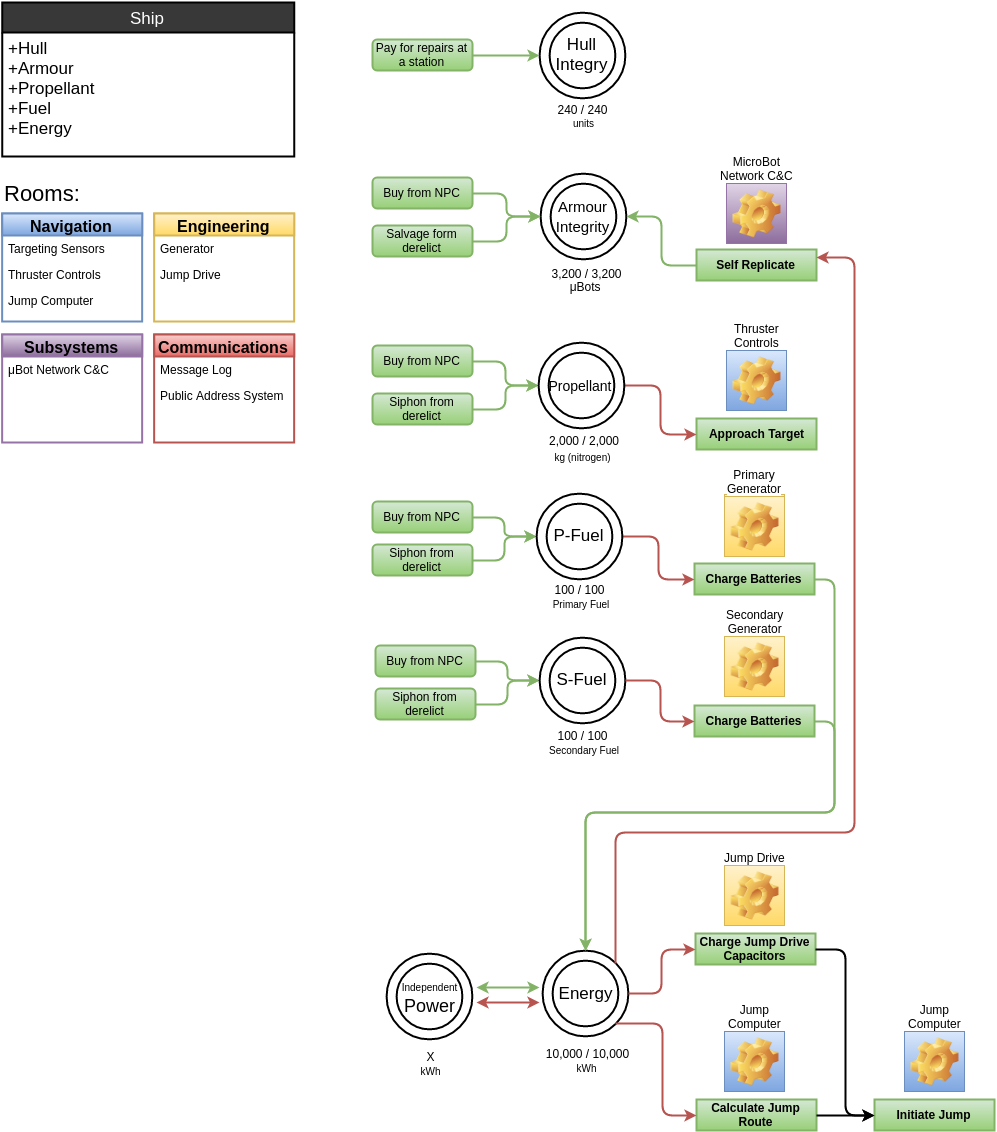 Ship
+Hull
+Armour
+Propellant
+Fuel
+Energy
Rooms:
Navigation
Targeting Sensors
Thruster Controls
Jump Computer
Engineering
Generator
Jump Drive
Subsystems
μBot Network C&C
Communications
Message Log
Public Address System
Pay for repairs at
a station
Hull
Integry
240 / 240
units
Buy from NPC
Salvage form
derelict
Armour
Integrity
3,200 / 3,200
μBots
MicroBot
Network C&C
Self Replicate
Buy from NPC
Siphon from
derelict
Propellant
2,000 / 2,000
kg (nitrogen)
Thruster
Controls
Approach Target
Buy from NPC
Siphon from
derelict
P-Fuel
100 / 100
Primary Fuel
Primary
Generator
Charge Batteries
Buy from NPC
Siphon from
derelict
S-Fuel
100 / 100
Secondary Fuel
Secondary
Generator
Charge Batteries
Independent
Power
X
kWh
Energy
10,000 / 10,000
kWh
Jump Drive
Charge Jump Drive
Capacitors
Jump
Computer
Calculate Jump
Route
Jump
Computer
Initiate Jump